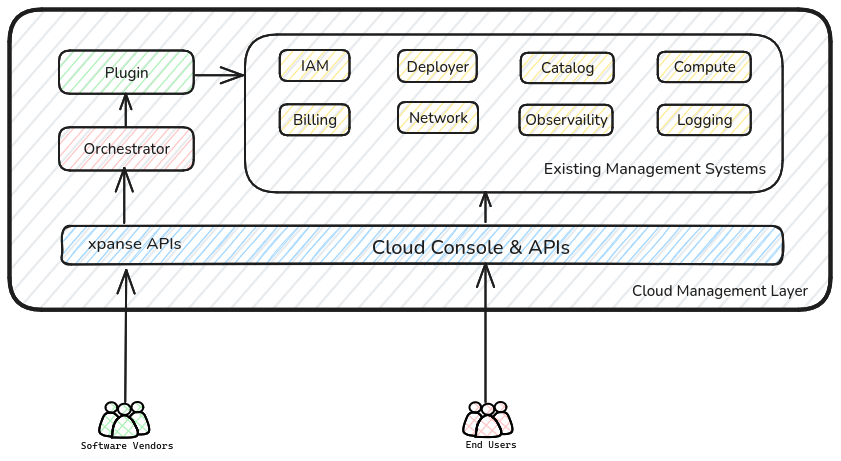 Plugin
IAM
Deployer
Catalog
Compute
Billing
Network
Observaility
Logging
Orchestrator
Existing Management Systems
xpanse APIs
Cloud Console & APIs
Cloud Management Layer
Software Vendors
End Users